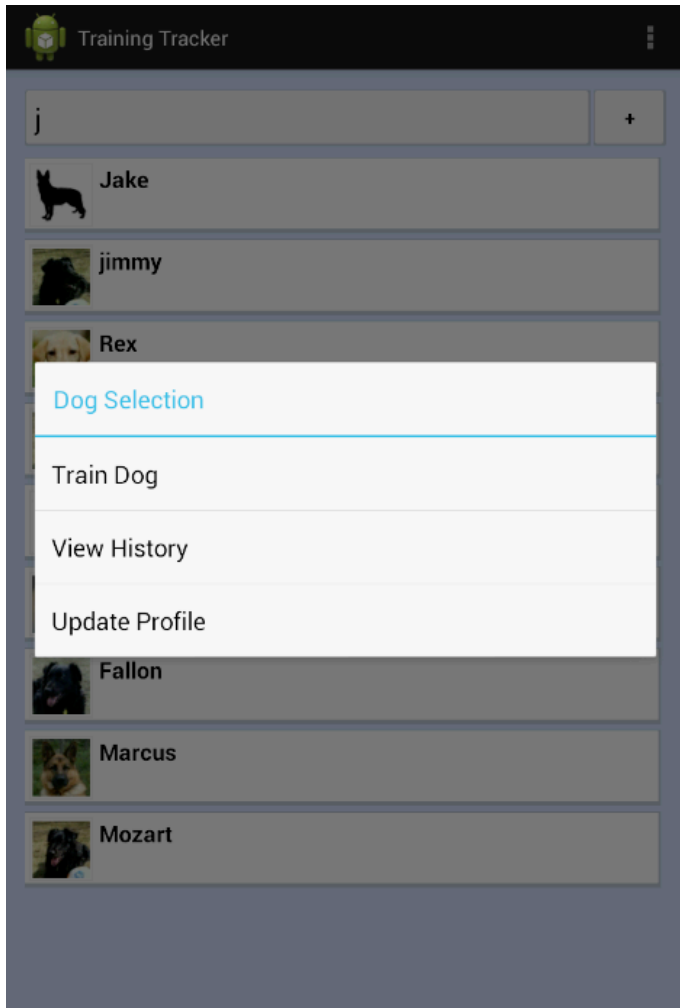 Training Tracker
j
+
Jake
jimmy
Rex
Dog Selection
Train Dog
View History
Update Profile
Fallon
Marcus
Mozart